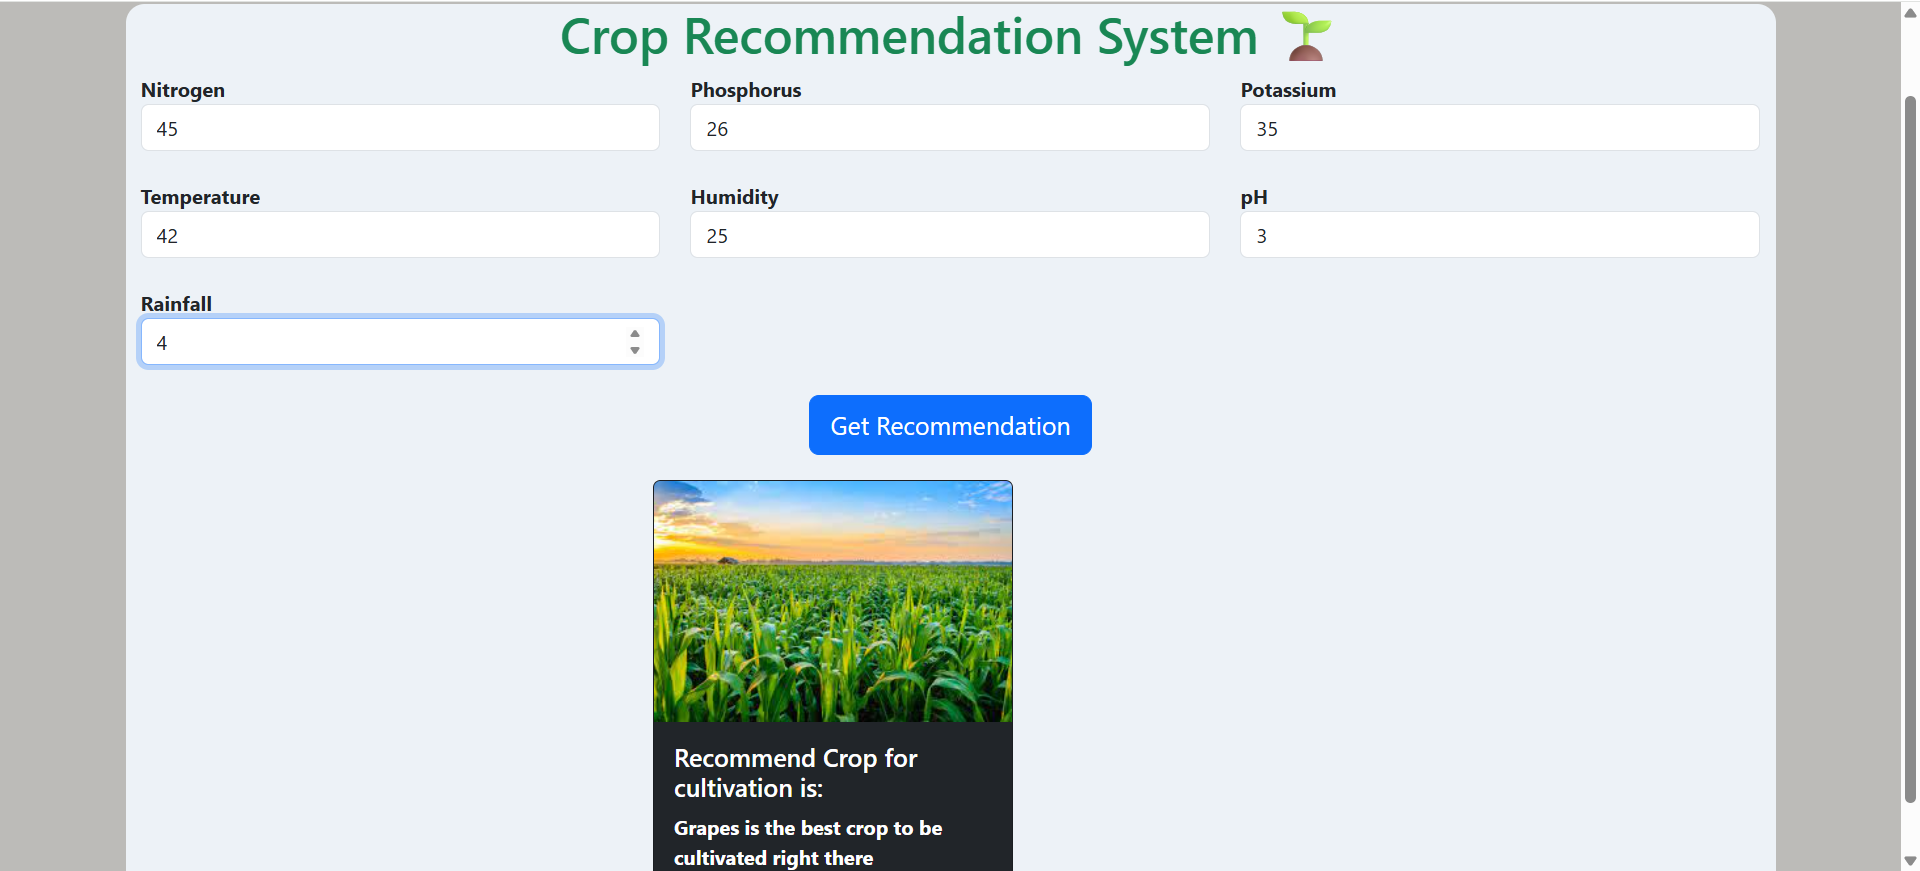 Crop Recommendation System
Nitrogen Phosphorus Potassium
45 26 35
Temperature Humidity pH
42 25 3
Rainfall
4
Get Recommendation
Recommend Crop for
cultivation is:
Grapes is the best crop to be
cultivated right there